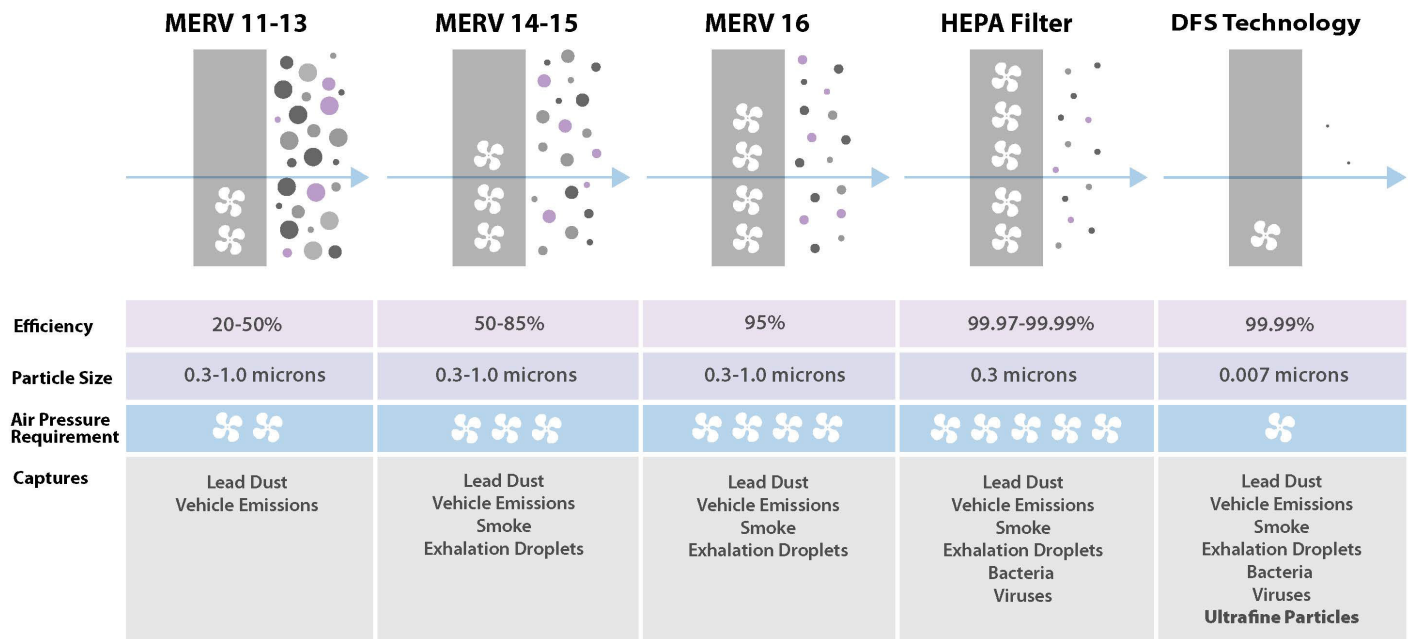 MERV 11-13
MERV 14-15
MERV 16
HEPA Filter
DFS Technology
Efficiency
20-50%
50-85%
95%
99.97-99.99%
99.99%
Particle Size
0.3-1.0 microns
0.3-1.0 microns
0.3-1.0 microns
0.3 microns
0.007 microns
Air Pressure
Requirement
Captures
Lead Dust
Vehicle Emissions
Lead Dust
Vehicle Emissions
Smoke
Exhalation Droplets
Lead Dust
Vehicle Emissions
Smoke
Exhalation Droplets
Lead Dust
Vehicle Emissions
Smoke
Exhalation Droplets
Bacteria
Viruses
Lead Dust
Vehicle Emissions
Smoke
Exhalation Droplets
Bacteria
Viruses
Ultrafine Particles